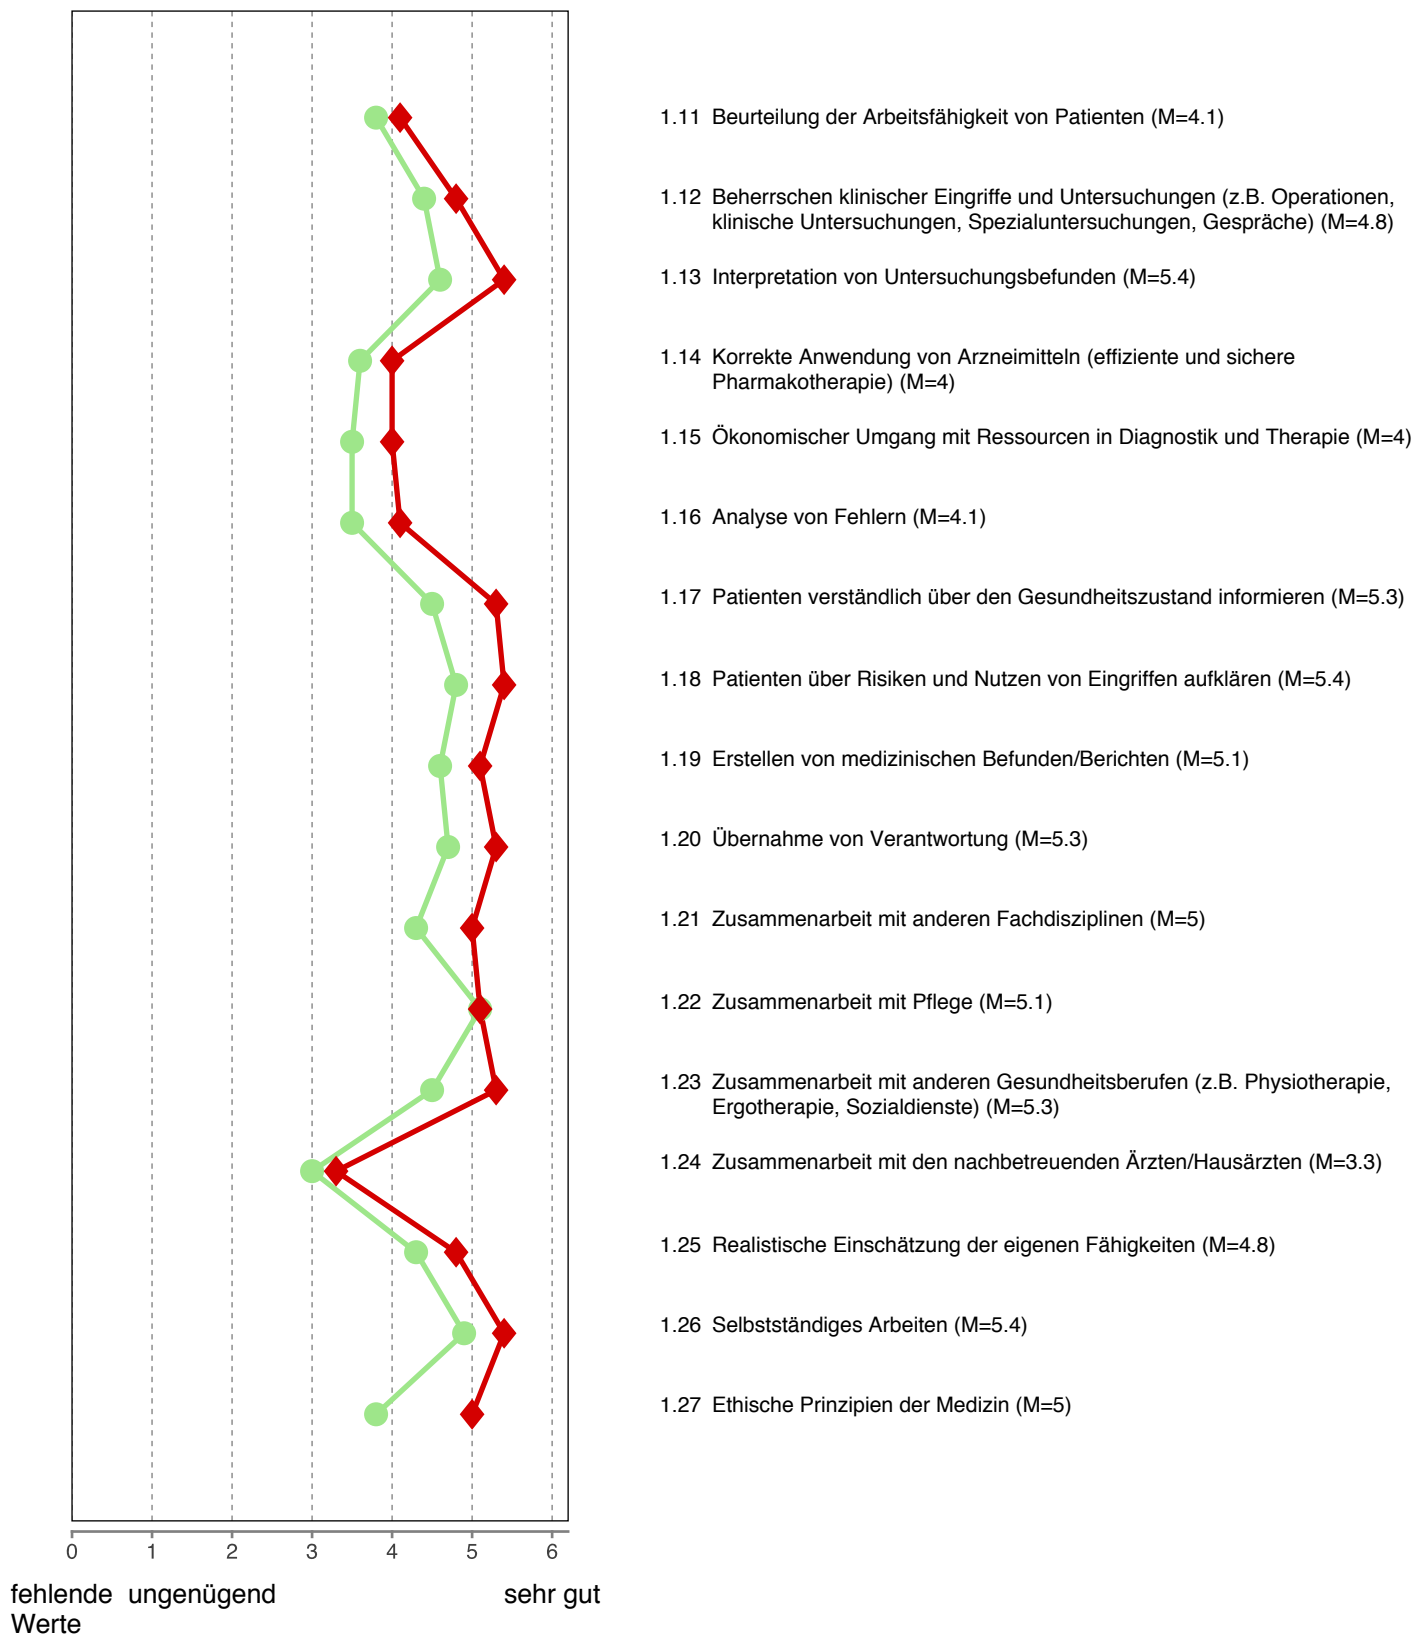 1.11 Beurteilung der Arbeitsfähigkeit von Patienten (M=4.1)
1.12 Beherrschen klinischer Eingriffe und Untersuchungen (z.B. Operationen,
klinische Untersuchungen, Spezialuntersuchungen, Gespräche) (M=4.8)
1.13 Interpretation von Untersuchungsbefunden (M=5.4)
1.14 Korrekte Anwendung von Arzneimitteln (effiziente und sichere
Pharmakotherapie) (M=4)
1.15 Ökonomischer Umgang mit Ressourcen in Diagnostik und Therapie (M=4)
1.16 Analyse von Fehlern (M=4.1)
1.17 Patienten verständlich über den Gesundheitszustand informieren (M=5.3)
1.18 Patienten über Risiken und Nutzen von Eingriffen aufklären (M=5.4)
1.19 Erstellen von medizinischen Befunden/Berichten (M=5.1)
1.20 Übernahme von Verantwortung (M=5.3)
1.21 Zusammenarbeit mit anderen Fachdisziplinen (M=5)
1.22 Zusammenarbeit mit Pflege (M=5.1)
1.23 Zusammenarbeit mit anderen Gesundheitsberufen (z.B. Physiotherapie,
Ergotherapie, Sozialdienste) (M=5.3)
1.24 Zusammenarbeit mit den nachbetreuenden Ärzten/Hausärzten (M=3.3)
1.25 Realistische Einschätzung der eigenen Fähigkeiten (M=4.8)
1.26 Selbstständiges Arbeiten (M=5.4)
1.27 Ethische Prinzipien der Medizin (M=5)
0 1 2 3 4 5 6
fehlende ungenügend sehr gut
Werte